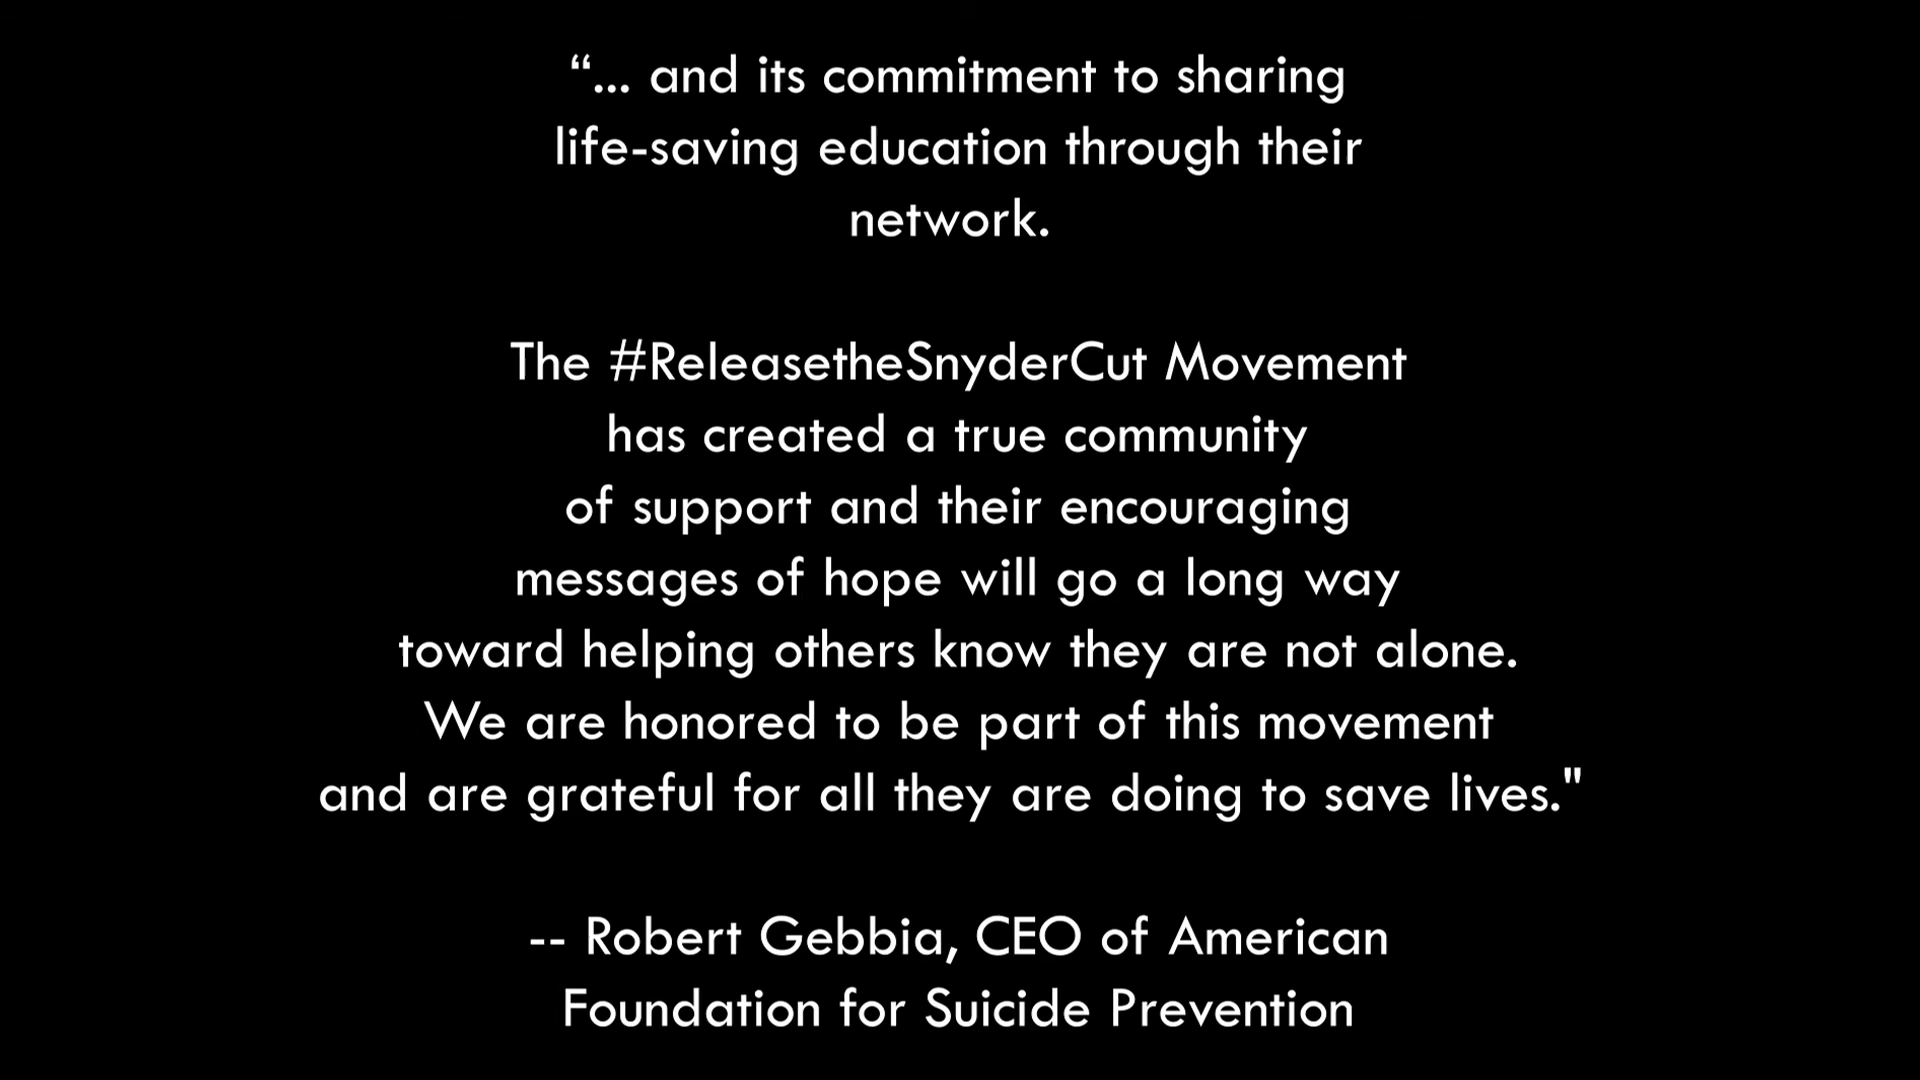 “... and its commitment to sharing
life-saving education through their
network.
The #ReleasetheSnyderCut Movement
has created a true community
of support and their encouraging
messages of hope will go a long way
toward helping others know they are not alone.
We are honored to be part of this movement
and are grateful for all they are doing to save lives."
-- Robert Gebbia, CEO of American
Foundation for Suicide Prevention